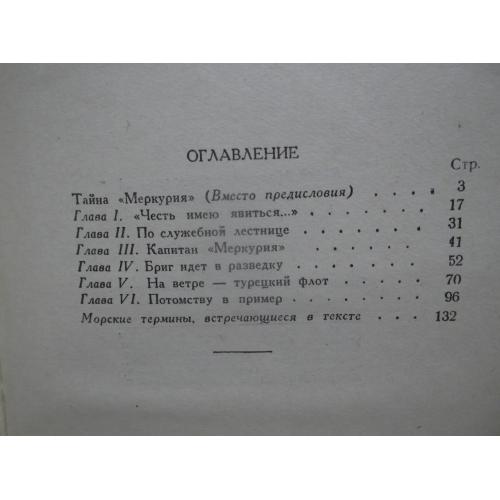 ОГЛАВЛЕНИЕ
Стр.
Тайна «Меркурия» (Вместо предисловия) . . . . 3
Глава I. «Честь имею явиться...» . . . . . . . 17
Глава II. По служебной лестнице . . . . . . . 31
Глава III. Капитан «Меркурия» . . . . . . . 41
Глава IV. Бриг идет в разведку . . . . . . . 52
Глава V. На ветре — турецкий флот . . . . . . 70
Глава VI. Потомству в пример . . . . . . . . 96
Морские термины, встречающиеся в тексте . . . 132